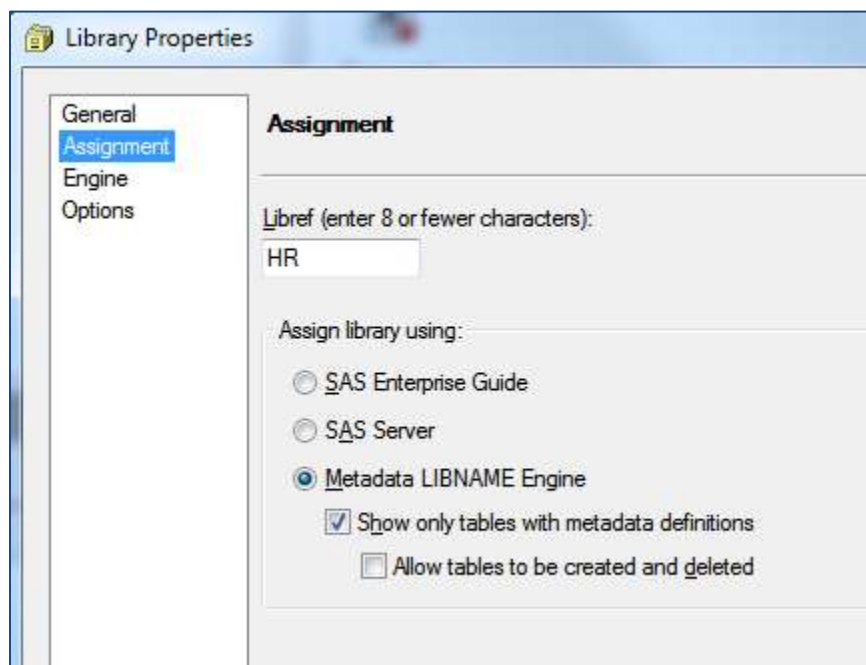 Library Properties
General
Assignment
Engine
Options
Assignment
Libref (enter 8 or fewer characters):
HR
Assign library using:
SAS Enterprise Guide
SAS Server
Metadata LIBNAME Engine
Show only tables with metadata definitions
Allow tables to be created and deleted